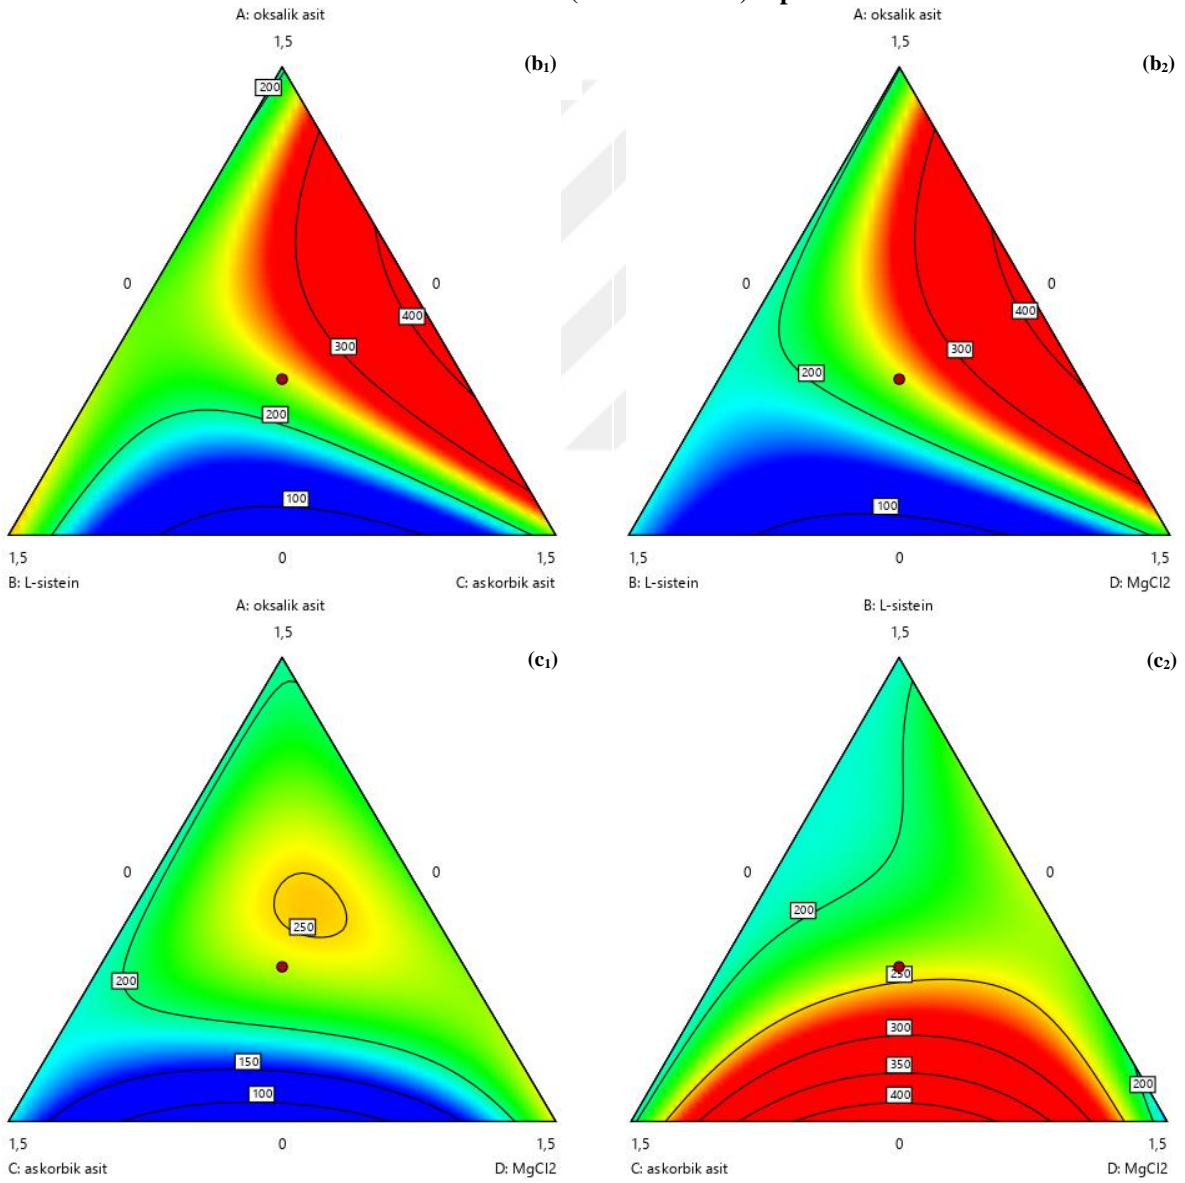 A: oksalik asit
1,5
(b₁)
200
0
0
400
300
200
100
1,5
0
1,5
B: L-sistein
C: askorbik asit
A: oksalik asit
1,5
(b₂)
0
0
400
300
200
100
1,5
0
1,5
B: L-sistein
D: MgCl2
A: oksalik asit
1,5
(c₁)
0
0
250
200
150
100
1,5
0
1,5
C: askorbik asit
D: MgCl2
B: L-sistein
1,5
(c₂)
0
0
200
250
300
350
200
400
1,5
0
1,5
C: askorbik asit
D: MgCl2